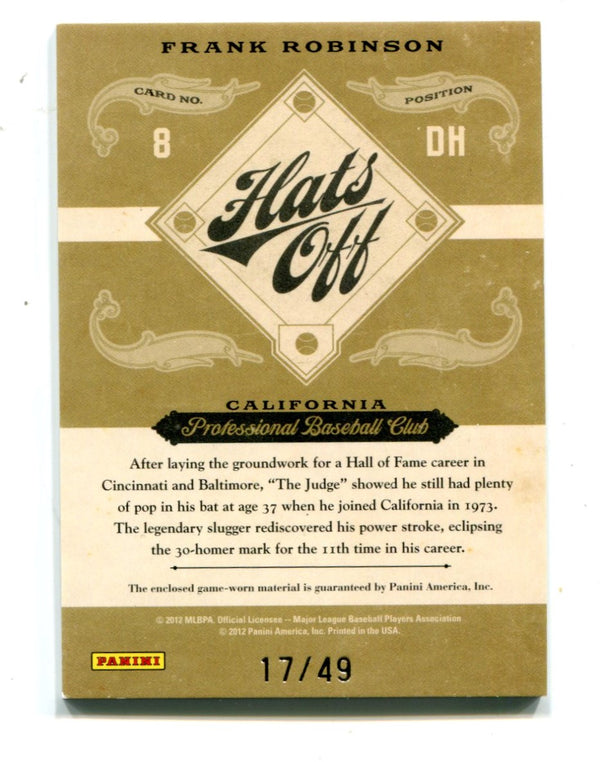 FRANK ROBINSON
CARD NO.
POSITION
8
DH
Hats
Off
CALIFORNIA
Professional Baseball Club
After laying the groundwork for a Hall of Fame career in
Cincinnati and Baltimore, “The Judge” showed he still had plenty
of pop in his bat at age 37 when he joined California in 1973.
The legendary slugger rediscovered his power stroke, eclipsing
the 30-homer mark for the 11th time in his career.
The enclosed game-worn material is guaranteed by Panini America, Inc.
© 2012 MLBPA. Official Licensee -- Major League Baseball Players Association
© 2012 Panini America, Inc. Printed in the USA.
PANINI
17/49